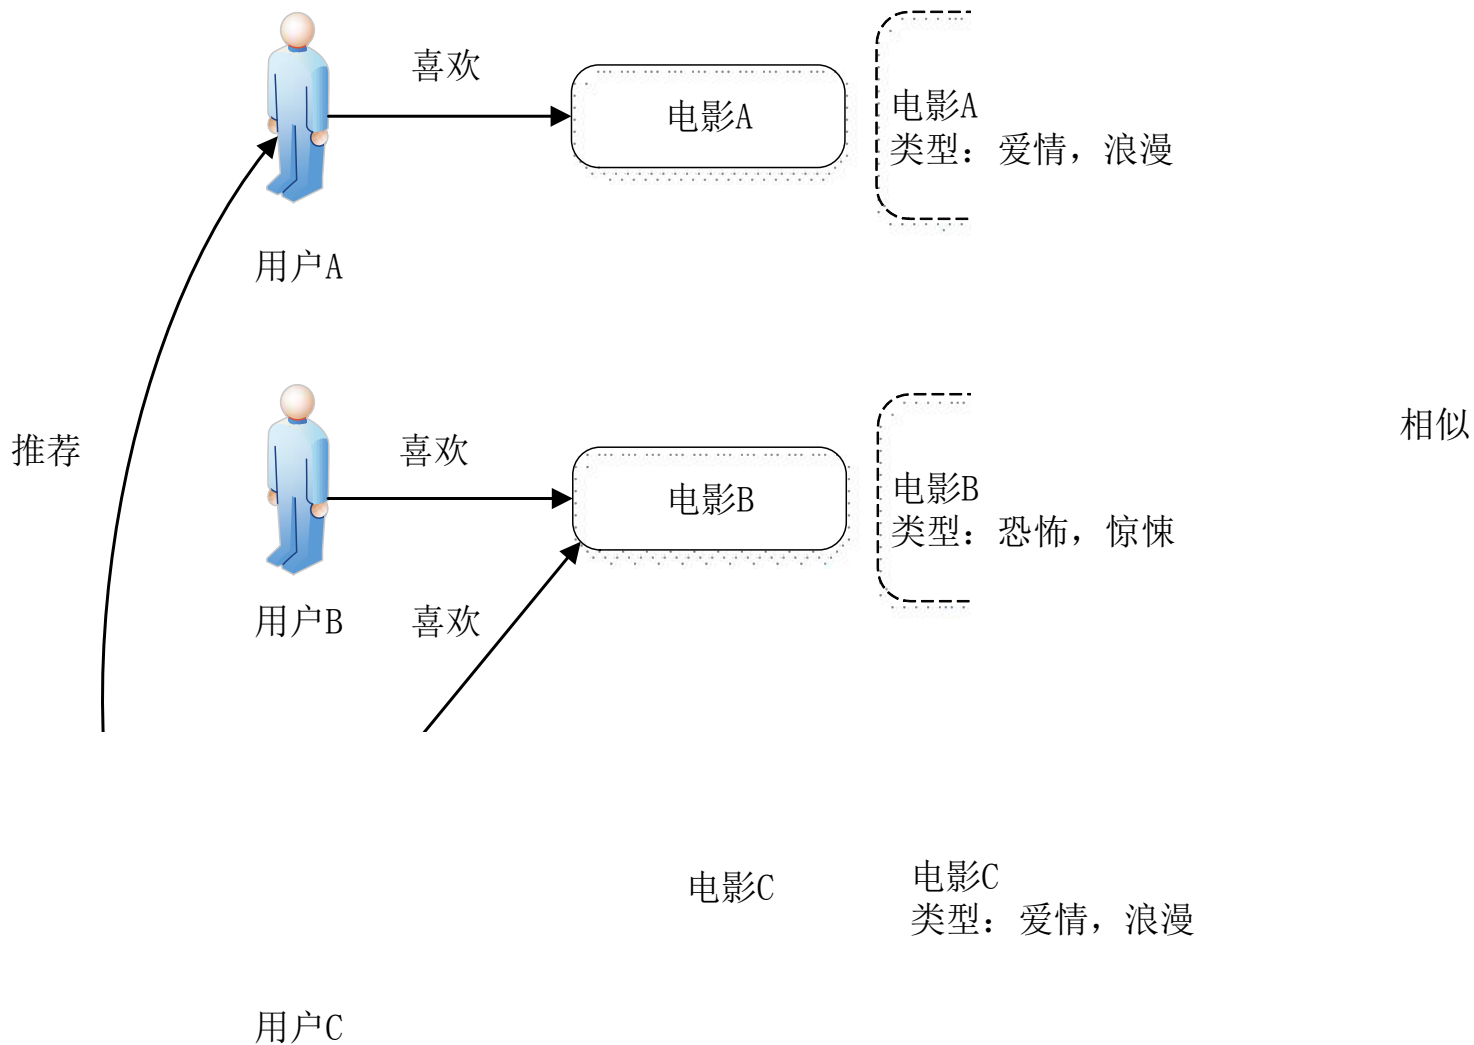 喜欢
电影A
电影A
类型：爱情，浪漫
用户A
推荐
喜欢
电影B
电影B
类型：恐怖，惊悚
相似
用户B
喜欢
电影C
电影C
类型：爱情，浪漫
用户C